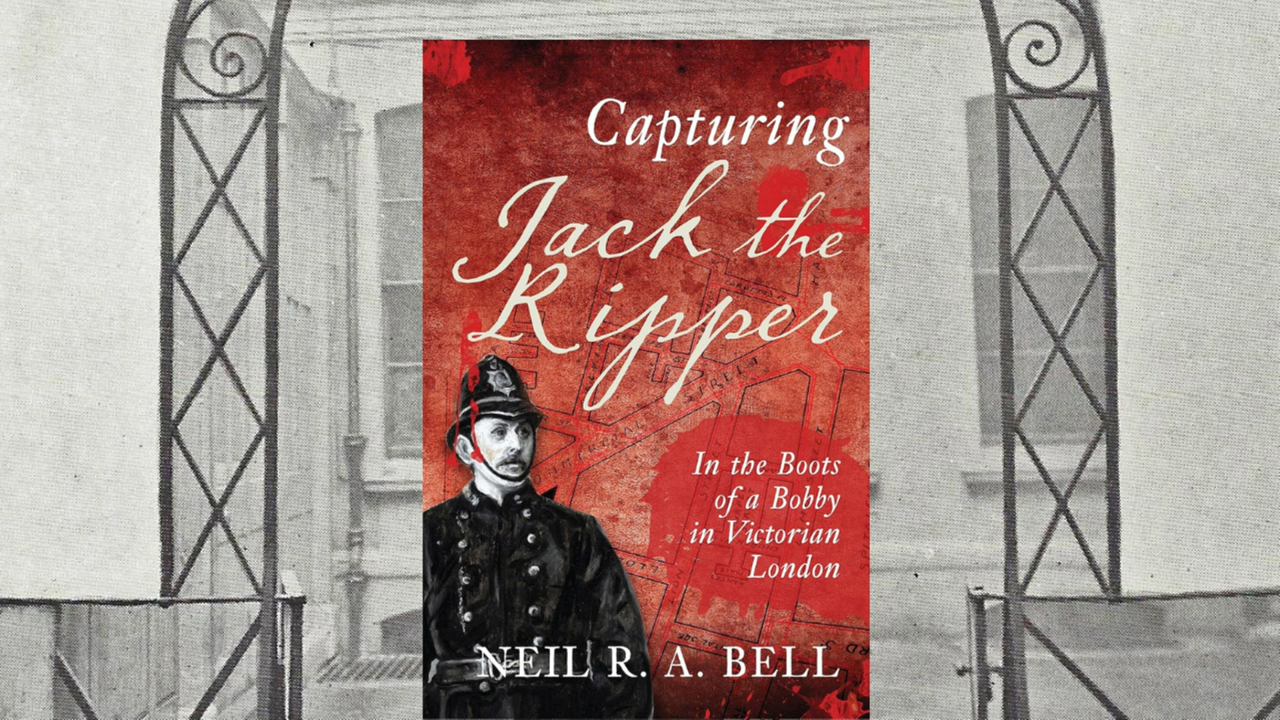 Capturing
Jack the
Ripper
In the Boots
of a Bobby
in Victorian
London
NEIL R. A. BELL